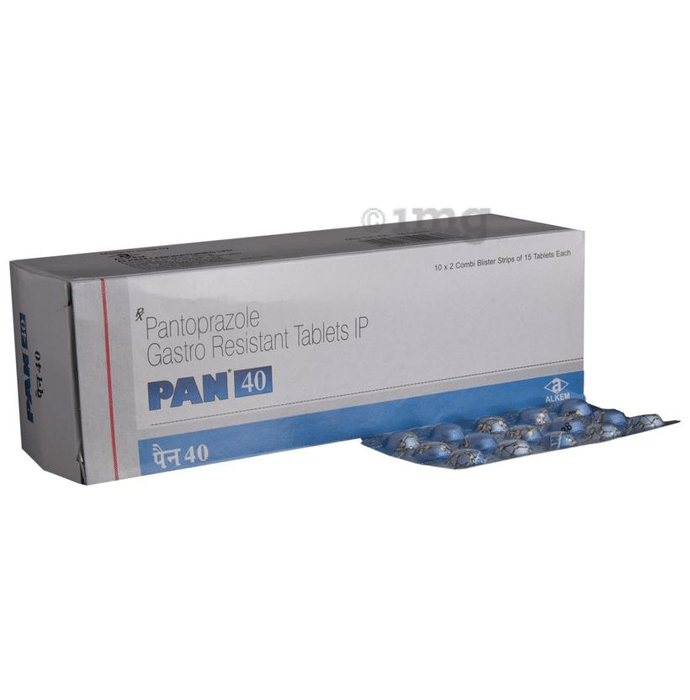 ©1mg
10 x 2 Combi Blister Strips of 15 Tablets Each
Rx
Pantoprazole
Gastro Resistant Tablets IP
PAN 40
a
ALKEM
पैन 40
PAN 40
पैन 40